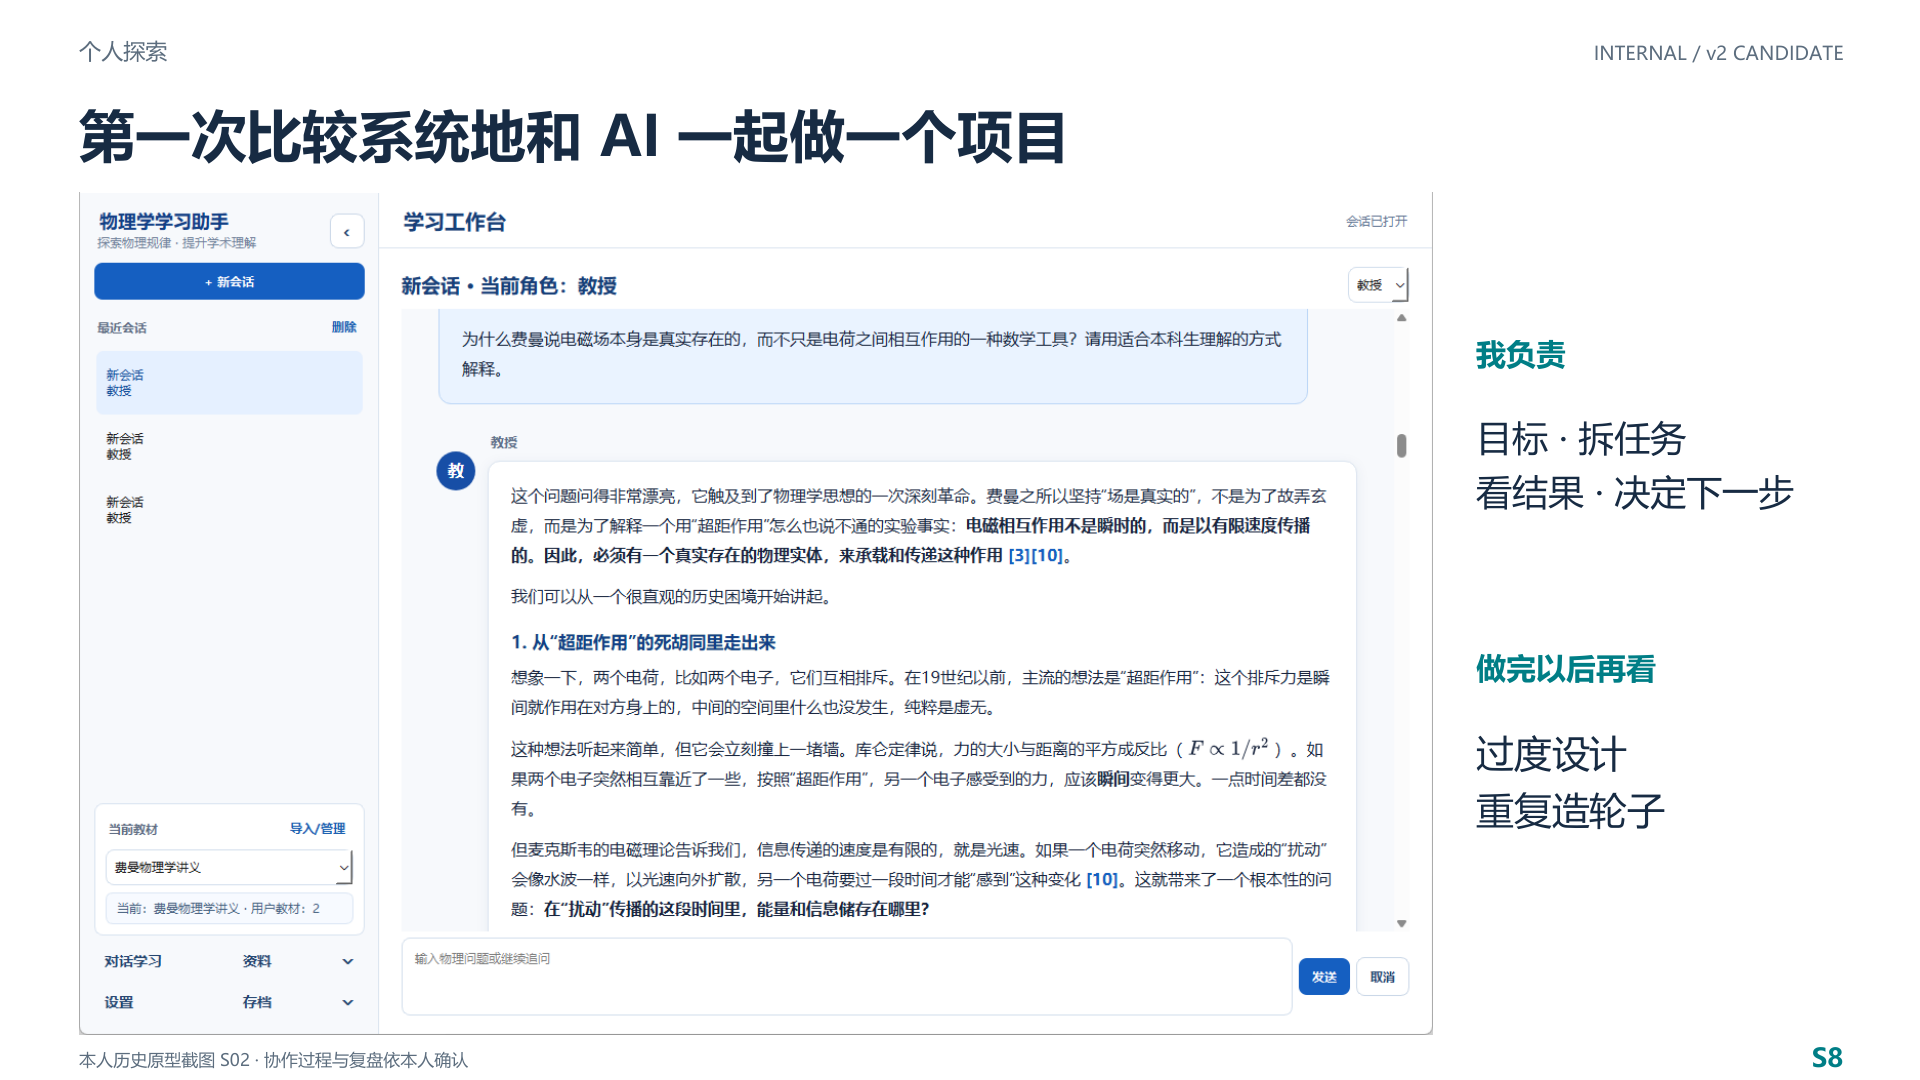 个人探索
INTERNAL / v2 CANDIDATE
第一次比较系统地和 AI 一起做一个项目
物理学学习助手
探索物理规律 · 提升学术理解
‹
+ 新会话
最近会话
删除
新会话
教授
新会话
教授
新会话
教授
当前教材
导入/管理
费曼物理学讲义
当前：费曼物理学讲义 · 用户教材：2
对话学习
资料
设置
存档
学习工作台
会话已打开
新会话 • 当前角色：教授
教授
为什么费曼说电磁场本身是真实存在的，而不只是电荷之间相互作用的一种数学工具？请用适合本科生理解的方式
解释。
教授
教
这个问题问得非常漂亮，它触及到了物理学思想的一次深刻革命。费曼之所以坚持“场是真实的”，不是为了故弄玄
虚，而是为了解释一个用“超距作用”怎么也说不通的实验事实：电磁相互作用不是瞬时的，而是以有限速度传播
的。因此，必须有一个真实存在的物理实体，来承载和传递这种作用 [3][10]。
我们可以从一个很直观的历史困境开始讲起。
1. 从“超距作用”的死胡同里走出来
想象一下，两个电荷，比如两个电子，它们互相排斥。在19世纪以前，主流的想法是“超距作用”：这个排斥力是瞬
间就作用在对方身上的，中间的空间里什么也没发生，纯粹是虚无。
这种想法听起来简单，但它会立刻撞上一堵墙。库仑定律说，力的大小与距离的平方成反比（ F ∝ 1/r² ）。如
果两个电子突然相互靠近了一些，按照“超距作用”，另一个电子感受到的力，应该瞬间变得更大。一点时间差都没
有。
但麦克斯韦的电磁理论告诉我们，信息传递的速度是有限的，就是光速。如果一个电荷突然移动，它造成的“扰动”
会像水波一样，以光速向外扩散，另一个电荷要过一段时间才能“感到”这种变化 [10]。这就带来了一个根本性的问
题：在“扰动”传播的这段时间里，能量和信息储存在哪里？
输入物理问题或继续追问
发送
取消
我负责
目标 · 拆任务
看结果 · 决定下一步
做完以后再看
过度设计
重复造轮子
本人历史原型截图 S02 · 协作过程与复盘依本人确认
S8